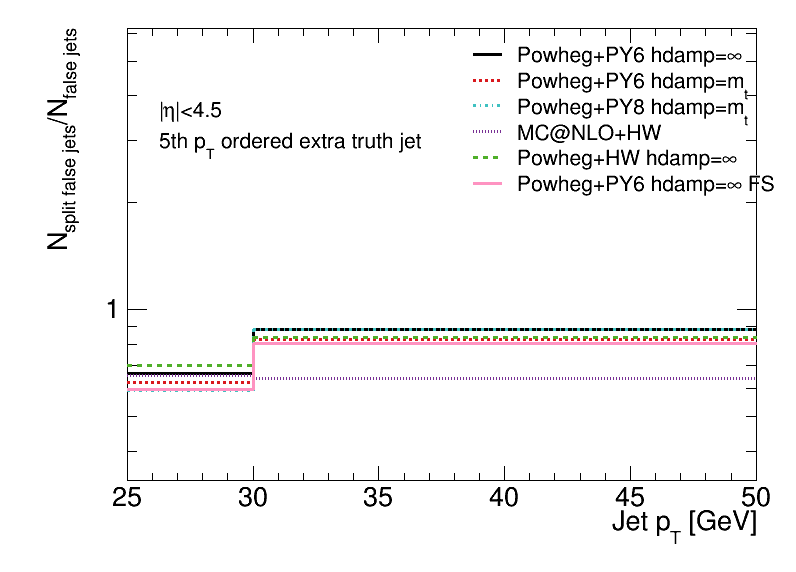 N_split false jets/N_false jets
Powheg+PY6 hdamp=∞
Powheg+PY6 hdamp=m_t
Powheg+PY8 hdamp=m_t
MC@NLO+HW
Powheg+HW hdamp=∞
Powheg+PY6 hdamp=∞ FS
|η|<4.5
5th p_T ordered extra truth jet
1
25 30 35 40 45 50
Jet p_T [GeV]